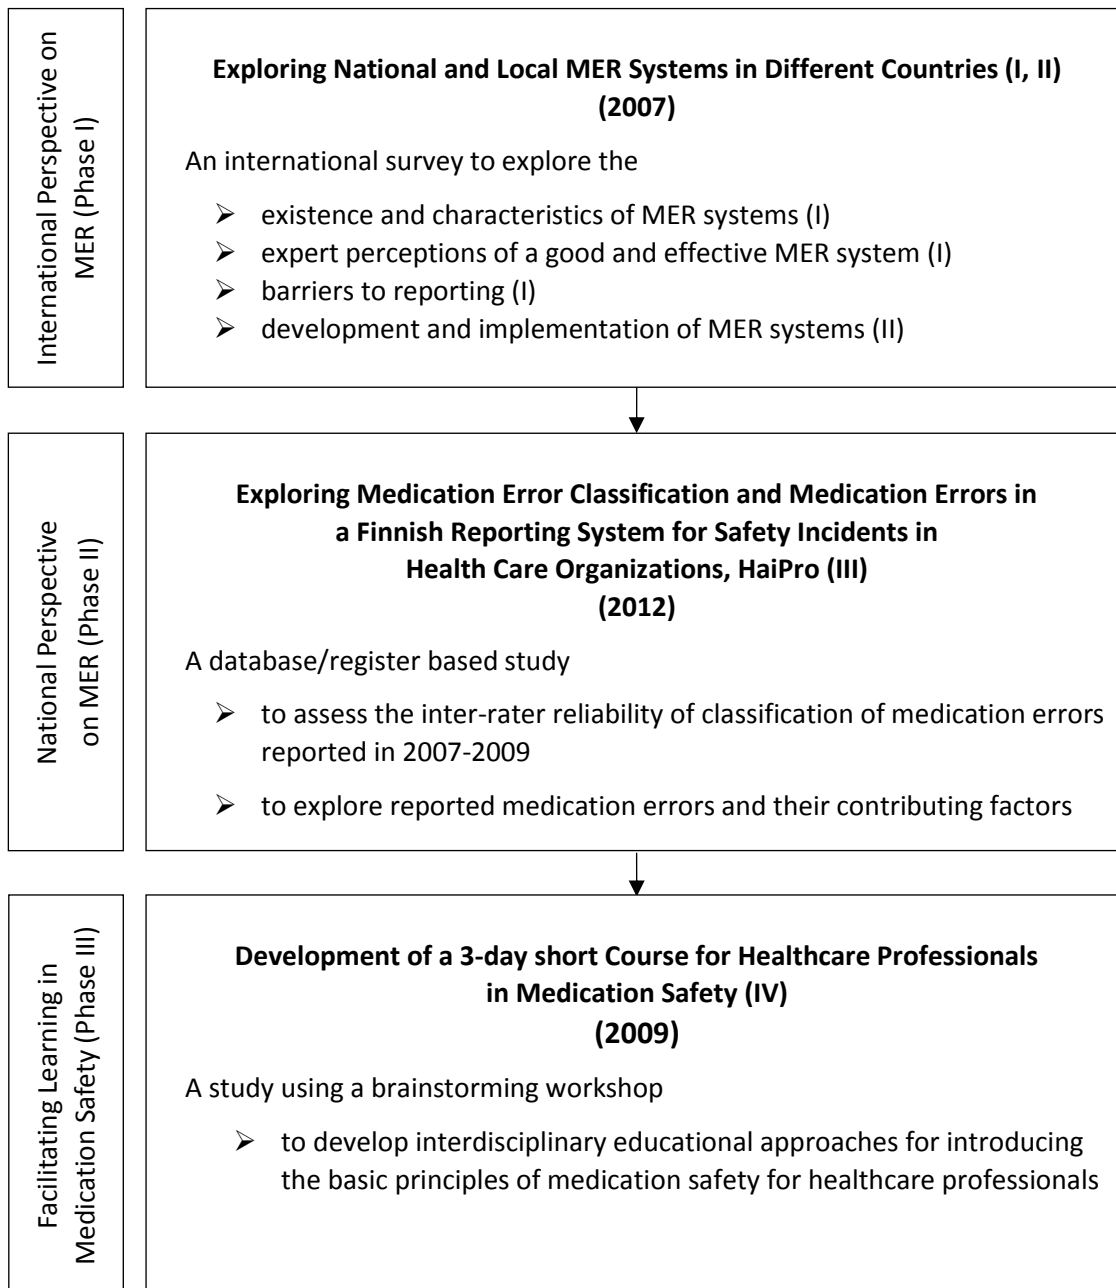 International Perspective on
MER (Phase I)
Exploring National and Local MER Systems in Different Countries (I, II)
(2007)
An international survey to explore the
➢ existence and characteristics of MER systems (I)
➢ expert perceptions of a good and effective MER system (I)
➢ barriers to reporting (I)
➢ development and implementation of MER systems (II)
National Perspective
on MER (Phase II)
Exploring Medication Error Classification and Medication Errors in
a Finnish Reporting System for Safety Incidents in
Health Care Organizations, HaiPro (III)
(2012)
A database/register based study
➢ to assess the inter-rater reliability of classification of medication errors
reported in 2007-2009
➢ to explore reported medication errors and their contributing factors
Facilitating Learning in
Medication Safety (Phase III)
Development of a 3-day short Course for Healthcare Professionals
in Medication Safety (IV)
(2009)
A study using a brainstorming workshop
➢ to develop interdisciplinary educational approaches for introducing
the basic principles of medication safety for healthcare professionals